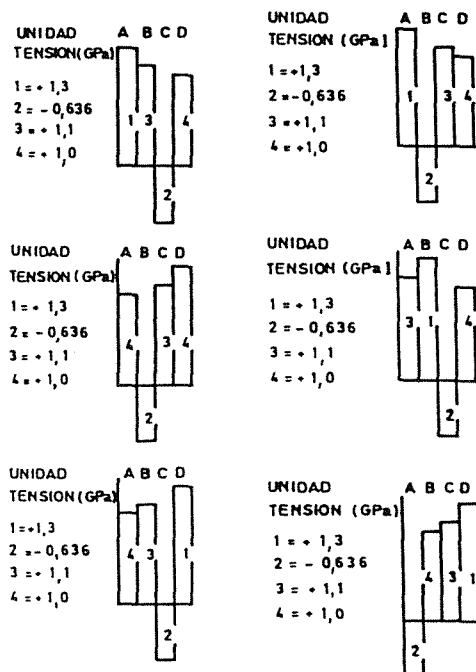 UNIDAD A B C D
TENSION(GPa)
1=+1,3
2=-0,636
3=+1,1
4=+1,0
1 3 4
2
UNIDAD A B C D
TENSION (GPa]
1=+1,3
2=-0,636
3=+1,1
4=+1,0
1 3 4
2
UNIDAD A B C D
TENSION (GPa)
1=+1,3
2=-0,636
3=+1,1
4=+1,0
4 3 4
2
UNIDAD A B C D
TENSION (GPa]
1=+1,3
2=-0,636
3=+1,1
4=+1,0
3 1 4
2
UNIDAD A B C D
TENSION(GPa)
1=+1,3
2=-0,636
3=+1,1
4=+1,0
4 3 1
2
UNIDAD A B C D
TENSION (GPa)
1 = + 1,3
2 = - 0,636
3 = + 1,1
4 = + 1,0
4 3 1
2